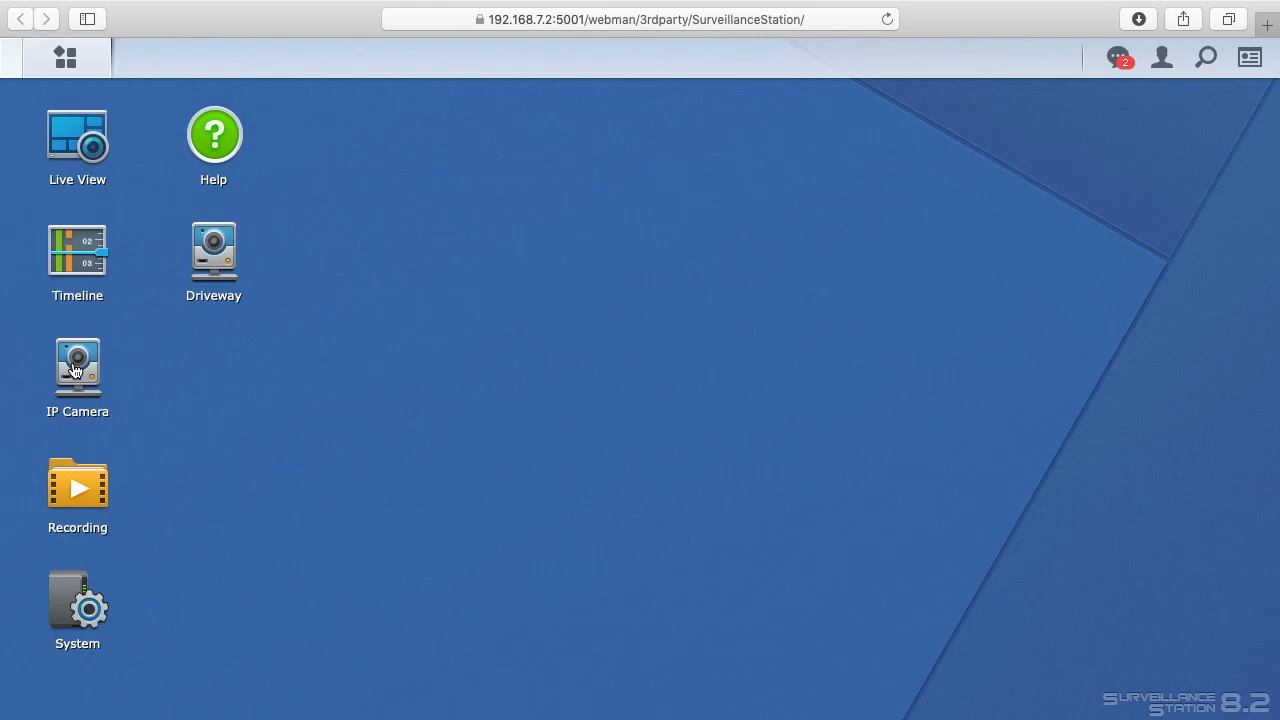 192.168.7.2:5001/webman/3rdparty/SurveillanceStation/
2
Live View
?
Help
02
03
Timeline
Driveway
IP Camera
Recording
System
SURVEILLANCE
STATION 8.2